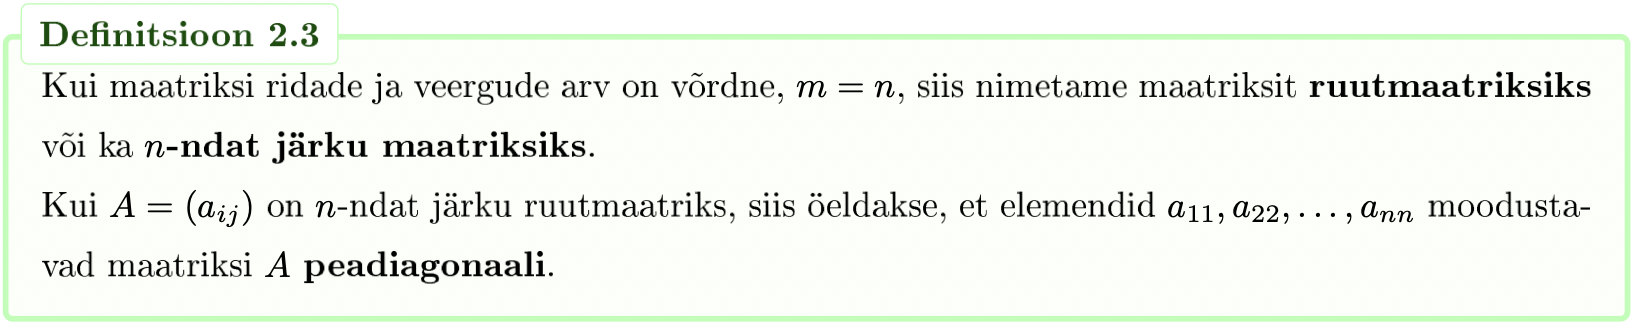 Definitsioon 2.3
Kui maatriksi ridade ja veergude arv on võrdne, m = n, siis nimetame maatriksit ruutmaatriksiks
või ka n-ndat järku maatriksiks.
Kui A = (a_{ij}) on n-ndat järku ruutmaatriks, siis öeldakse, et elemendid a_{11}, a_{22}, . . . , a_{nn} moodusta-
vad maatriksi A peadiagonaali.